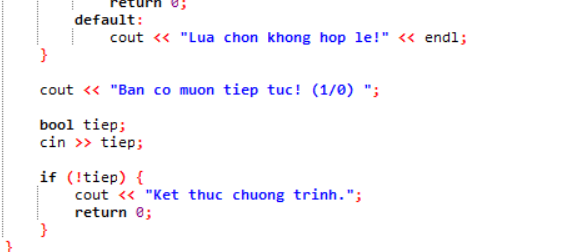 return 0;
default:
cout << "Lua chon khong hop le!" << endl;
}
cout << "Ban co muon tiep tuc! (1/0) ";
bool tiep;
cin >> tiep;
if (!tiep) {
cout << "Ket thuc chuong trinh.";
return 0;
}
}